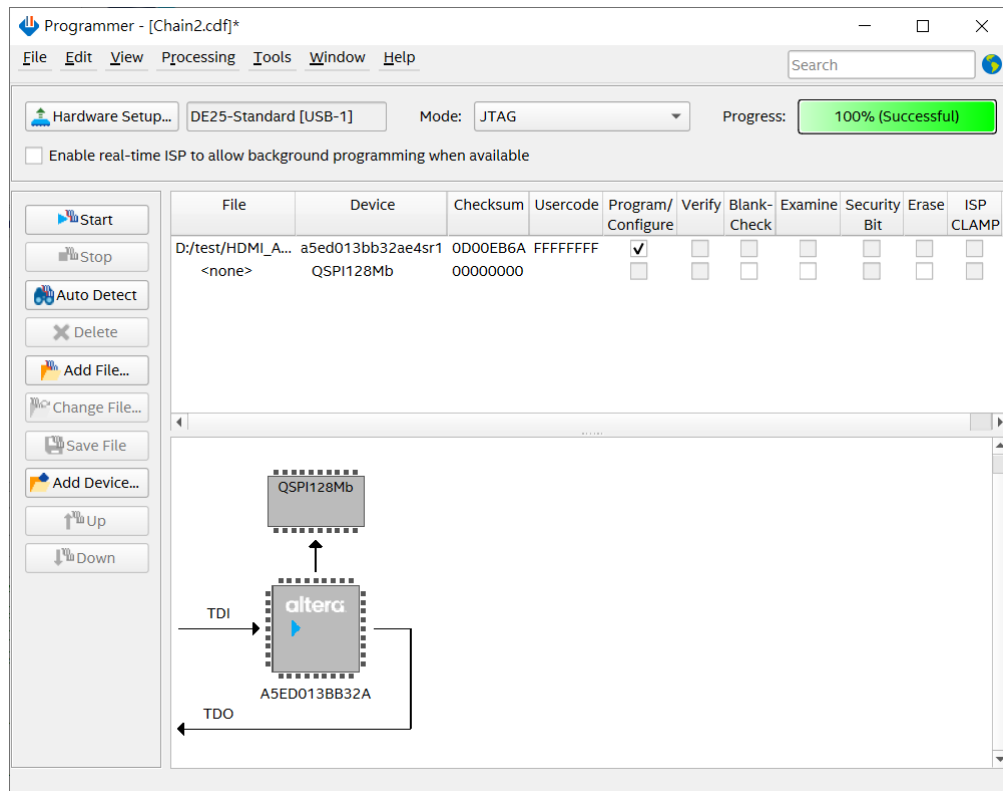 Programmer - [Chain2.cdf]*
File Edit View Processing Tools Window Help
Search
Hardware Setup... DE25-Standard [USB-1] Mode: JTAG Progress: 100% (Successful)
Enable real-time ISP to allow background programming when available
Start
Stop
Auto Detect
Delete
Add File...
Change File...
Save File
Add Device...
Up
Down
File Device Checksum Usercode Program/ Verify Blank- Examine Security Erase ISP
Configure Check Bit CLAMP
D:/test/HDMI_A... a5ed013bb32ae4sr1 0D00EB6A FFFFFFFF
<none> QSPI128Mb 00000000
QSPI128Mb
altera
TDI
A5ED013BB32A
TDO